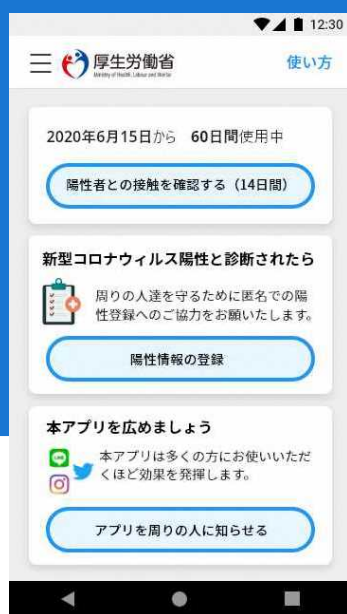 12:30
厚生労働省
Ministry of Health, Labour and Welfare
使い方
2020年6月15日から 60日間使用中
陽性者との接触を確認する（14日間）
新型コロナウィルス陽性と診断されたら
周りの人達を守るために匿名での陽
性登録へのご協力をお願いいたします。
陽性情報の登録
本アプリを広めましょう
LINE
本アプリは多くの方にお使いいただ
くほど効果を発揮します。
アプリを周りの人に知らせる